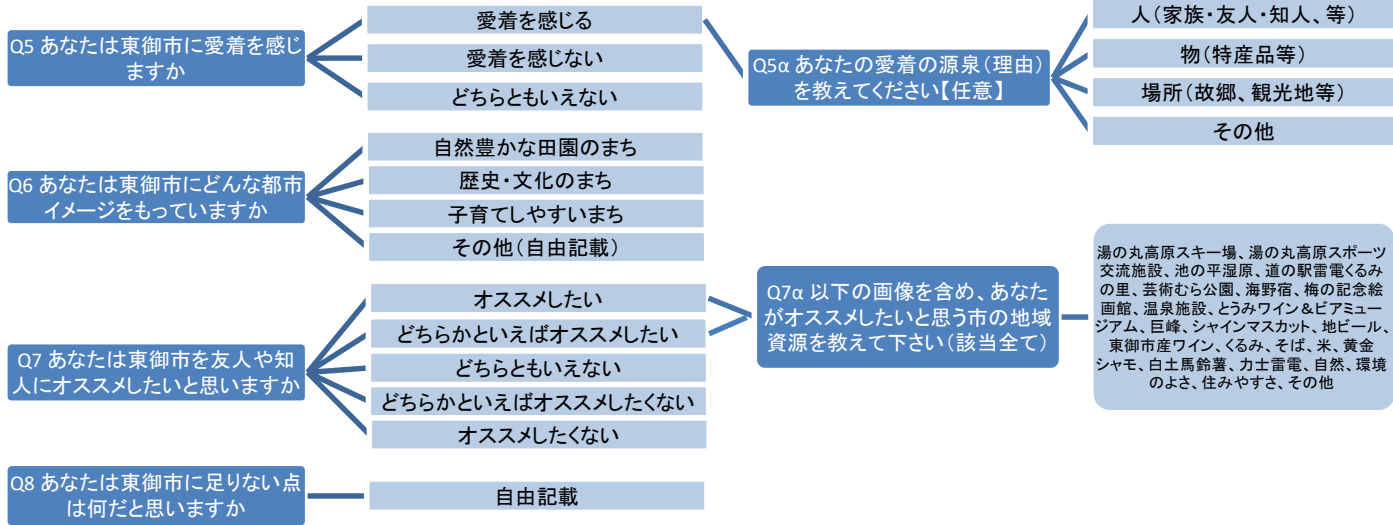 Q5 あなたは東御市に愛着を感じ
ますか
愛着を感じる
愛着を感じない
どちらともいえない
Q5α あなたの愛着の源泉（理由）
を教えてください【任意】
人（家族・友人・知人、等）
物（特産品等）
場所（故郷、観光地等）
その他
Q6 あなたは東御市にどんな都市
イメージをもっていますか
自然豊かな田園のまち
歴史・文化のまち
子育てしやすいまち
その他（自由記載）
Q7 あなたは東御市を友人や知
人にオススメしたいと思いますか
オススメしたい
どちらかといえばオススメしたい
どちらともいえない
どちらかといえばオススメしたくない
オススメしたくない
Q7α 以下の画像を含め、あなた
がオススメしたいと思う市の地域
資源を教えて下さい（該当全て）
湯の丸高原スキー場、湯の丸高原スポーツ
交流施設、池の平湿原、道の駅雷電くるみ
の里、芸術むら公園、海野宿、梅の記念絵
画館、温泉施設、とうみワイン＆ビアミュー
ジアム、巨峰、シャインマスカット、地ビール、
東御市産ワイン、くるみ、そば、米、黄金
シャモ、白土馬鈴薯、力士雷電、自然、環境
のよさ、住みやすさ、その他
Q8 あなたは東御市に足りない点
は何だと思いますか
自由記載